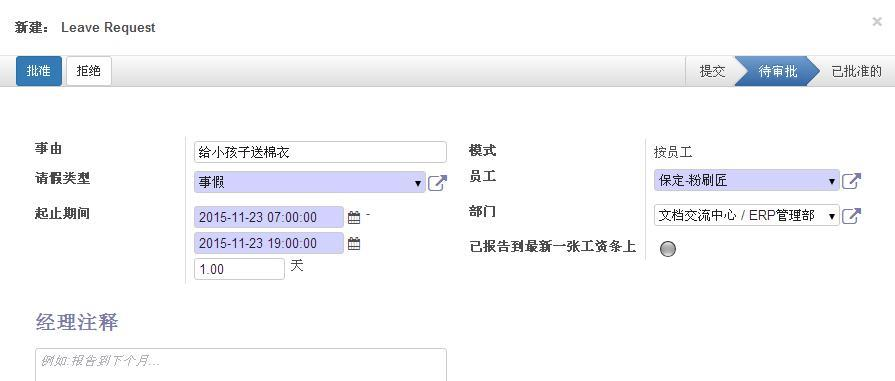 新建: Leave Request
×
批准 拒绝 提交 待审批 已批准的
事由 给小孩子送棉衣 模式 按员工
请假类型 事假 员工 保定-粉刷匠
起止期间 2015-11-23 07:00:00 - 部门 文档交流中心 / ERP管理部
2015-11-23 19:00:00 已报告到最新一张工资条上
1.00 天
经理注释
例如:报告到下个月...